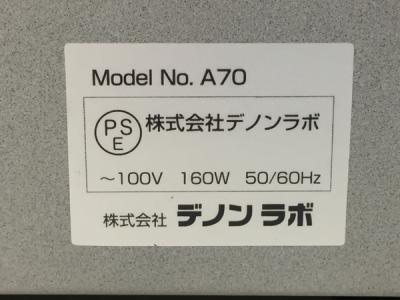 Model No. A70
PS
E
株式会社デノンラボ
～100V 160W 50/60Hz
株式会社 デノン ラボ